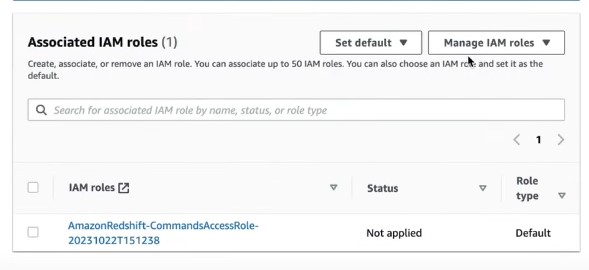 Associated IAM roles (1)
Set default
Manage IAM roles
Create, associate, or remove an IAM role. You can associate up to 50 IAM roles. You can also choose an IAM role and set it as the
default.
Search for associated IAM role by name, status, or role type
1
IAM roles
Status
Role
type
AmazonRedshift-CommandsAccessRole-
20231022T151238
Not applied
Default